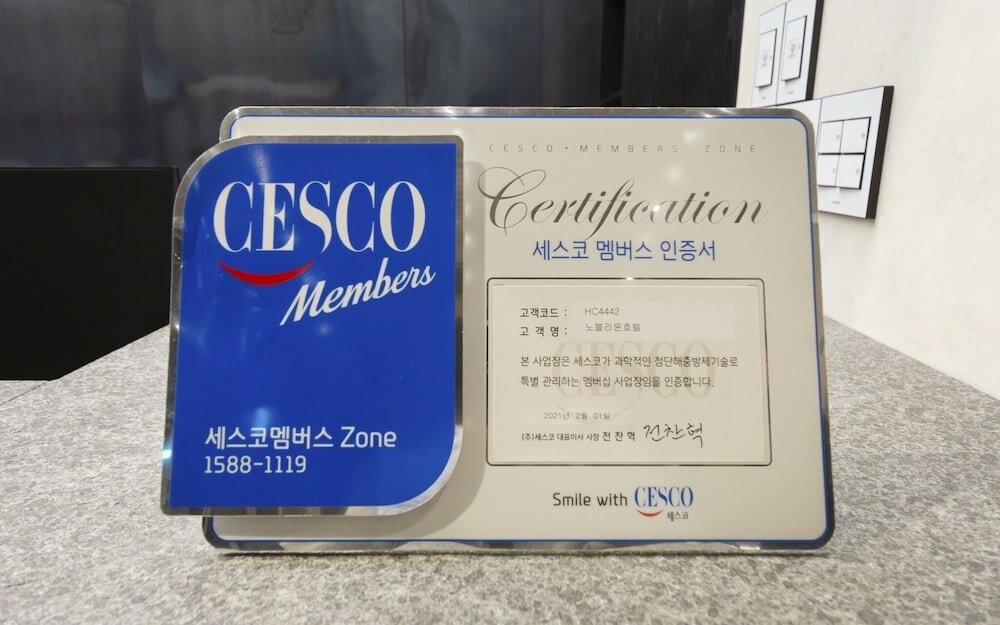 CESCO
Members
세스코멤버스 Zone
1588-1119
CESCO • MEMBERS ZONE
Certification
세스코 멤버스 인증서
고객코드 : HC4442
고 객 명 : 노블리온호텔
CESCO
본 사업장은 세스코가 과학적인 첨단해충방제기술로
특별 관리하는 멤버십 사업장임을 인증합니다.
2021년 2월 01일
(주)세스코 대표이사 사장 전 찬 혁 전찬혁
Smile with CESCO
세스코